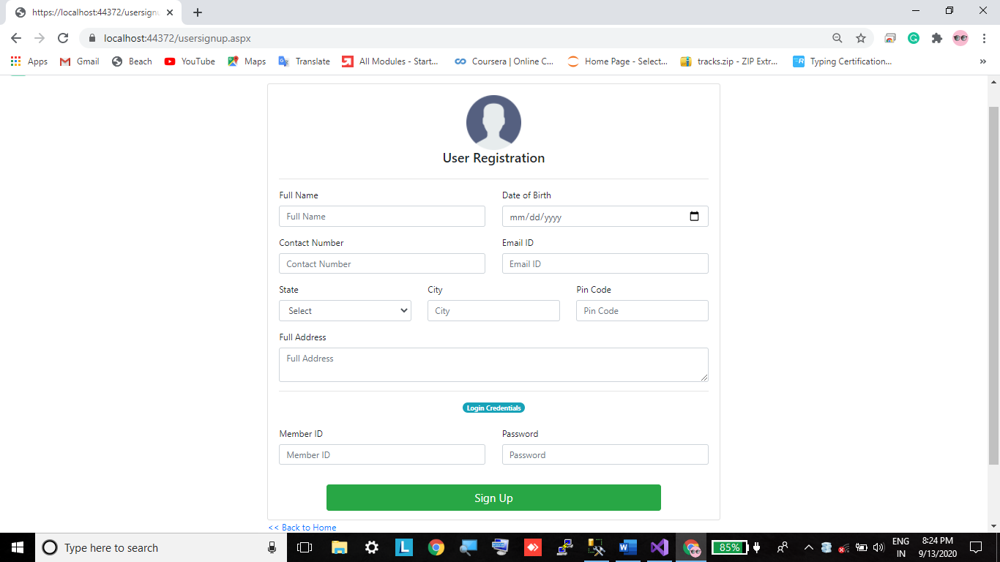 https://localhost:44372/usersignu
localhost:44372/usersignup.aspx
Apps Gmail Beach YouTube Maps Translate All Modules - Start... Coursera | Online C... Home Page - Select... tracks.zip - ZIP Extr... Typing Certification... »
User Registration
Full Name Date of Birth
Full Name mm/dd/yyyy
Contact Number Email ID
Contact Number Email ID
State City Pin Code
Select City Pin Code
Full Address
Full Address
Login Credentials
Member ID Password
Member ID Password
Sign Up
<< Back to Home
Type here to search L W 85% ENG 8:24 PM
IN 9/13/2020